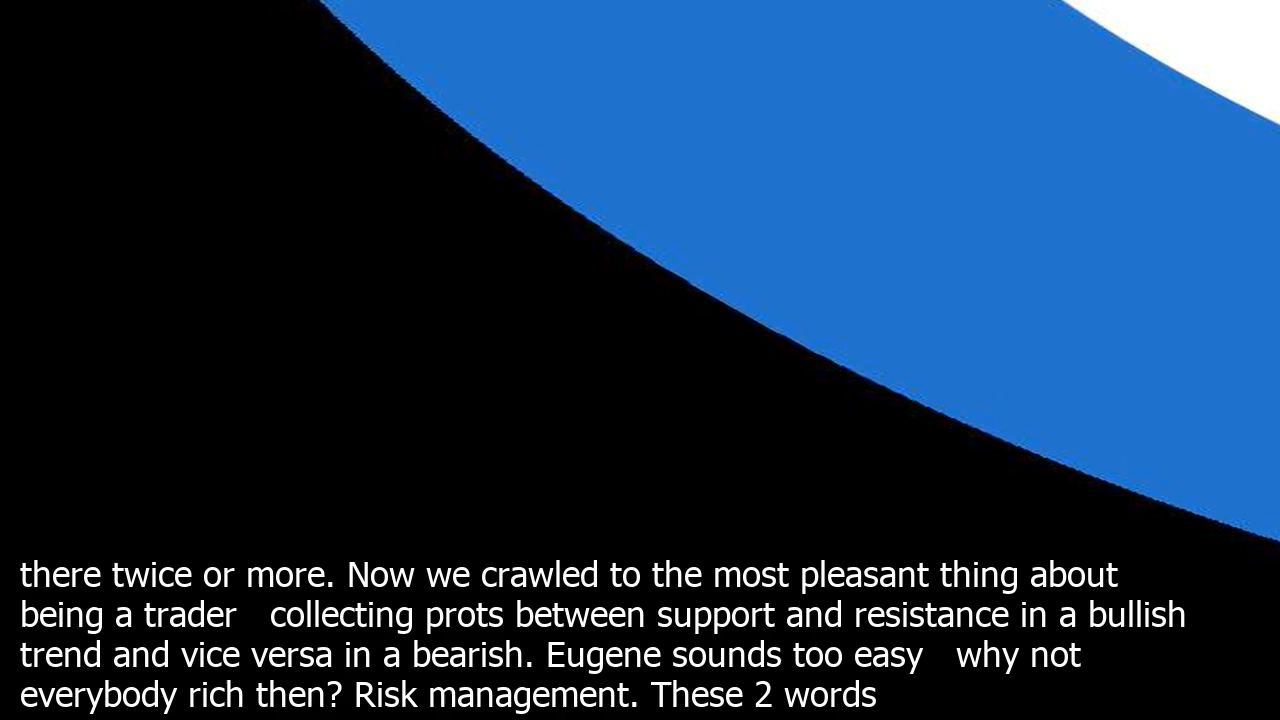 there twice or more. Now we crawled to the most pleasant thing about
being a trader   collecting prots between support and resistance in a bullish
trend and vice versa in a bearish. Eugene sounds too easy   why not
everybody rich then? Risk management. These 2 words